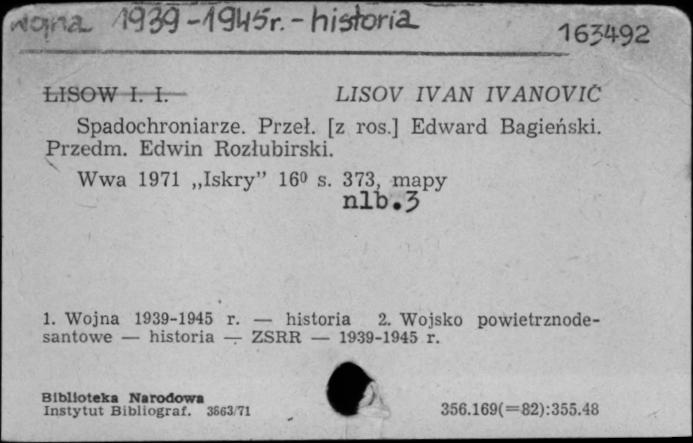 wojna 1939-1945r. - historia
163492
LISOW I. I. LISOV IVAN IVANOVIČ
Spadochroniarze. Przeł. [z ros.] Edward Bagieński.
Przedm. Edwin Rozłubirski.
Wwa 1971 „Iskry” 16⁰ s. 373, mapy
nlb.3
1. Wojna 1939-1945 r. — historia 2. Wojsko powietrznode-
santowe — historia — ZSRR — 1939-1945 r.
Biblioteka Narodowa
Instytut Bibliograf. 3663/71
356.169(=82):355.48